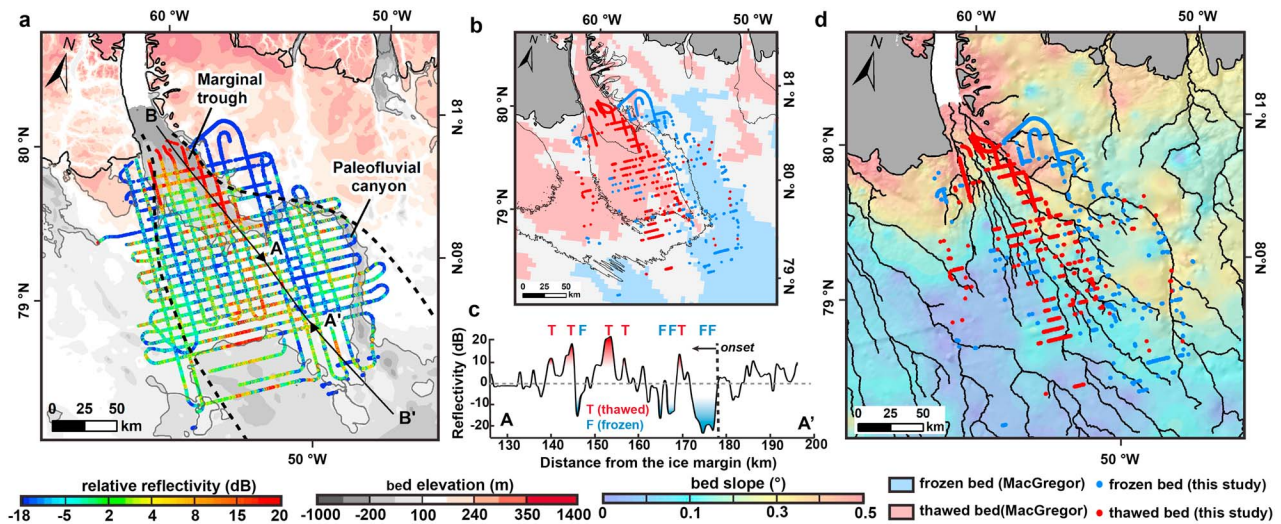 a
60 °W
50 °W
N
Marginal
trough
B
Paleofluvial
canyon
81 °N
80 °N
80 °N
79 °N
A
A'
B'
0 25 50
km
50 °W
b
60 °W
50 °W
N
81 °N
80 °N
80 °N
79 °N
79 °N
0 25 50
km
c
T T F T T F F T F F
onset
Reflectivity (dB)
20
10
0
-10
-20
T (thawed)
F (frozen)
A
A'
130 140 150 160 170 180 190 200
Distance from the ice margin (km)
d
60 °W
50 °W
N
81 °N
80 °N
80 °N
79 °N
0 25 50
km
50 °W
relative reflectivity (dB)
-18 -5 2 4 8 15 20
bed elevation (m)
-1000 -200 100 240 350 1400
bed slope (°)
0 0.1 0.3 0.5
frozen bed (MacGregor)
thawed bed(MacGregor)
frozen bed (this study)
thawed bed (this study)